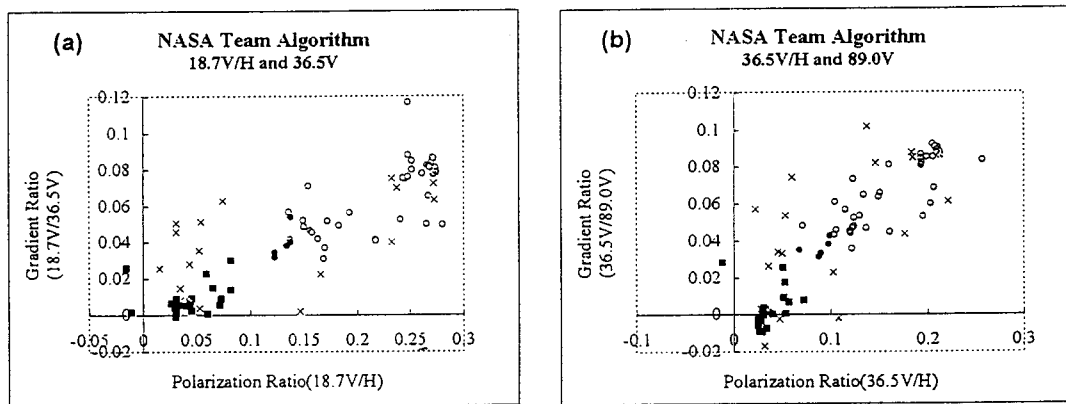 (a)
NASA Team Algorithm
18.7V/H and 36.5V
Gradient Ratio
(18.7V/36.5V)
0.12
0.1
0.08
0.06
0.04
0.02
0
-0.02
-0.05
0
0.05
0.1
0.15
0.2
0.25
0.3
Polarization Ratio(18.7V/H)
(b)
NASA Team Algorithm
36.5V/H and 89.0V
Gradient Ratio
(36.5V/89.0V)
0.12
0.1
0.08
0.06
0.04
0.02
0
-0.02
-0.1
0
0.1
0.2
0.3
Polarization Ratio(36.5V/H)